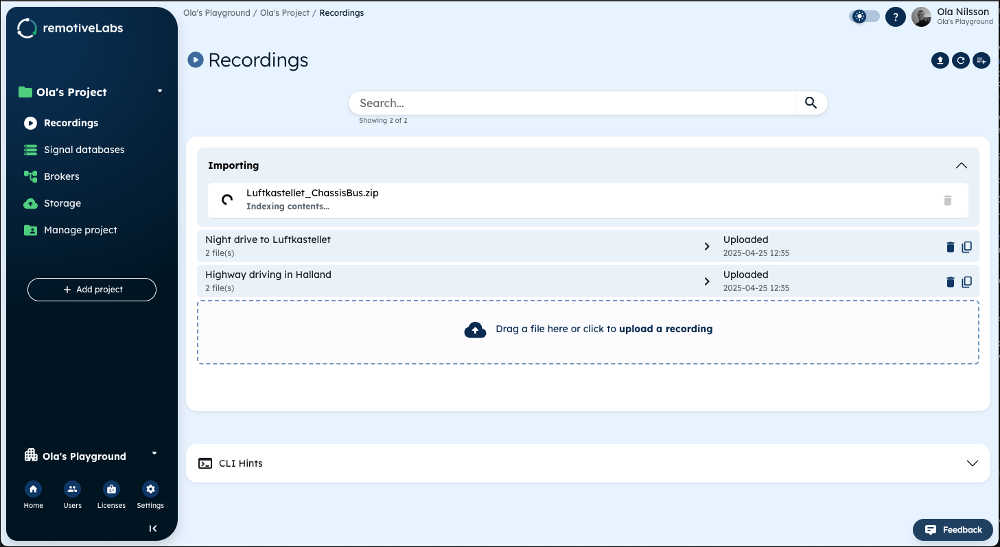 remotiveLabs
Ola's Project
Recordings
Signal databases
Brokers
Storage
Manage project
+ Add project
Ola's Playground
Home
Users
Licenses
Settings
Ola's Playground / Ola's Project / Recordings
?
Ola Nilsson
Ola's Playground
Recordings
Search...
Showing 2 of 2
Importing
Luftkastellet_ChassisBus.zip
Indexing contents...
Night drive to Luftkastellet
2 file(s)
Uploaded
2025-04-25 12:35
Highway driving in Halland
2 file(s)
Uploaded
2025-04-25 12:35
Drag a file here or click to upload a recording
CLI Hints
Feedback